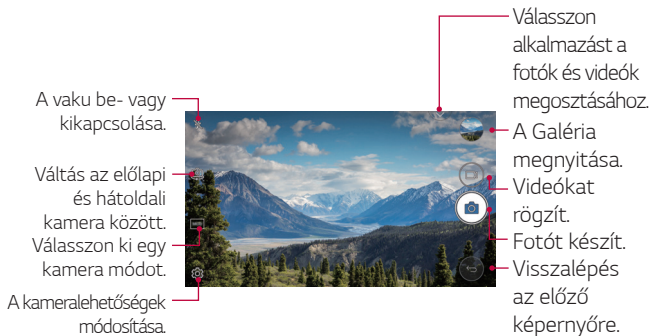 A vaku be- vagy
kikapcsolása.
Váltás az előlapi
és hátoldali
kamera között.
Válasszon ki egy
kamera módot.
A kameralehetőségek
módosítása.
Válasszon
alkalmazást a
fotók és videók
megosztásához.
A Galéria
megnyitása.
Videókat
rögzít.
Fotót készít.
Visszalépés
az előző
képernyőre.